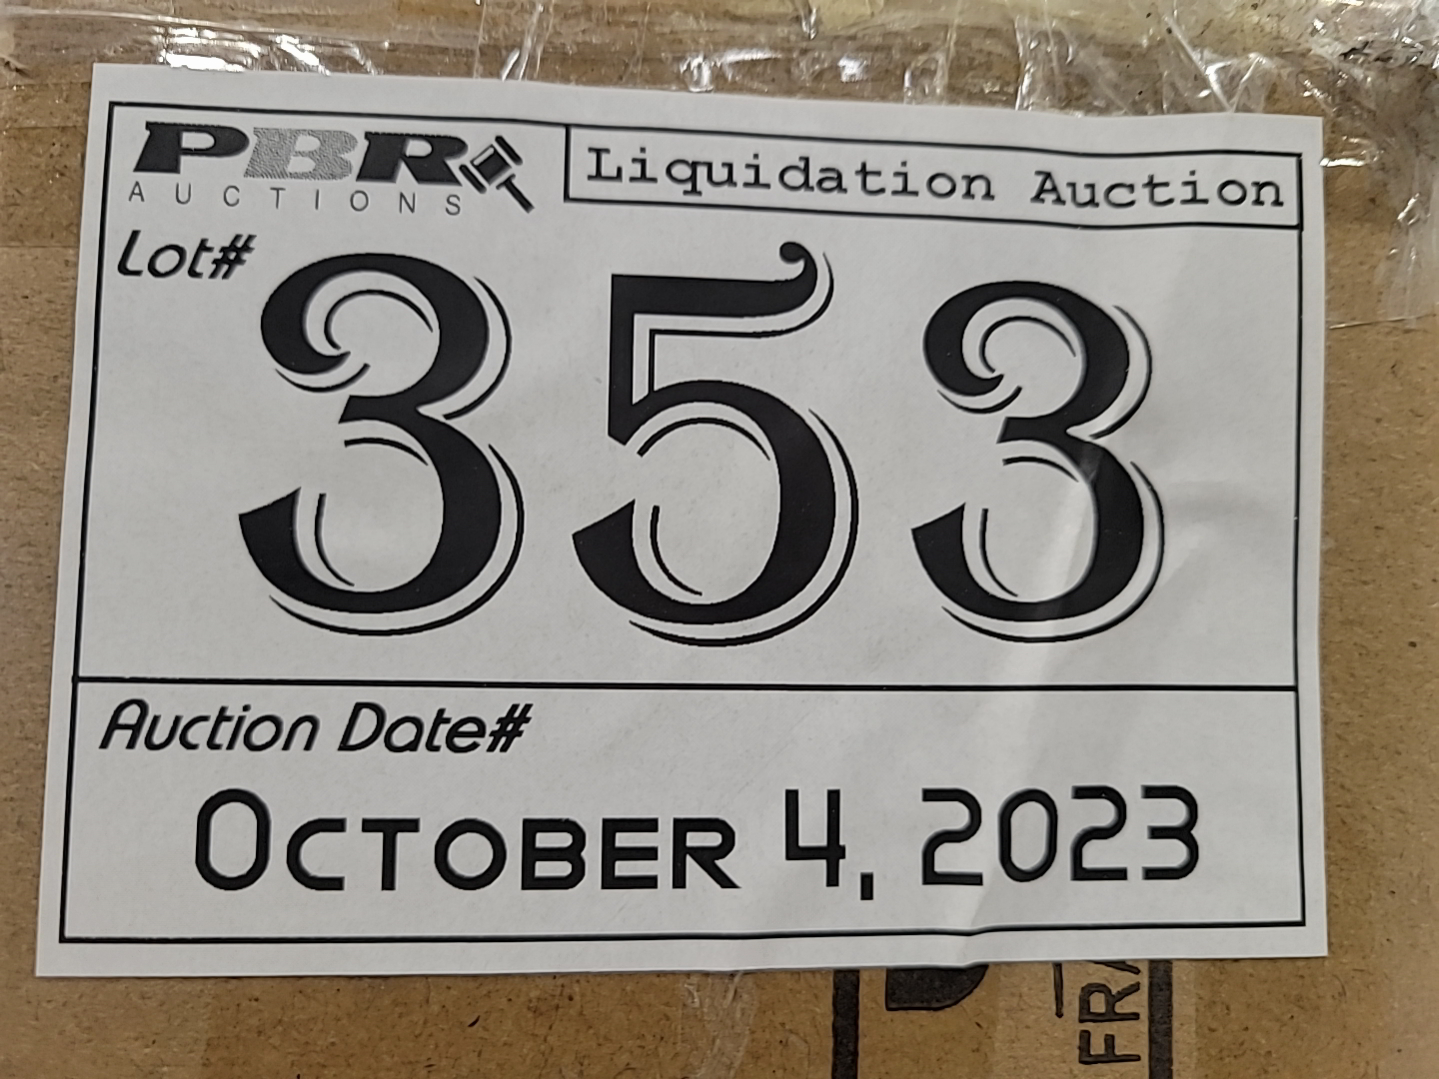 PBR
AUCTIONS
Liquidation Auction
Lot#
353
Auction Date#
OCTOBER 4, 2023